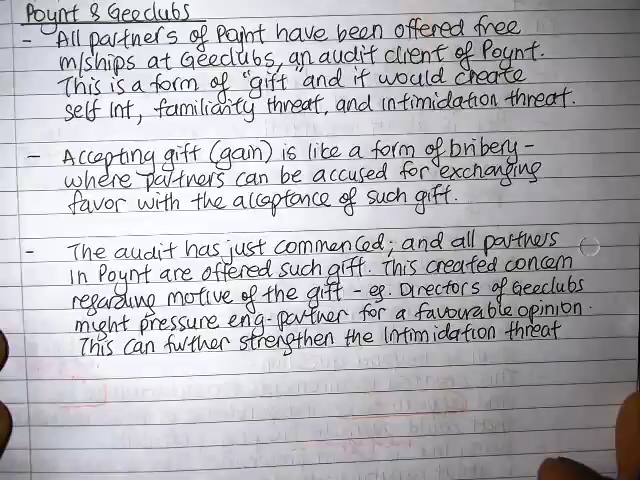 Poynt & Geeclubs
- All partners of Poynt have been offered free
m/ships at Geeclubs, an audit client of Poynt.
This is a form of "gift" and it would create
self int, familiarity threat, and intimidation threat.
- Accepting gift (gain) is like a form of bribery -
where partners can be accused for exchanging
favor with the acceptance of such gift.
- The audit has just commenced; and all partners
in Poynt are offered such gift. This created concern
regarding motive of the gift - eg. Directors of Geeclubs
might pressure eng. partner for a favourable opinion.
This can further strengthen the intimidation threat